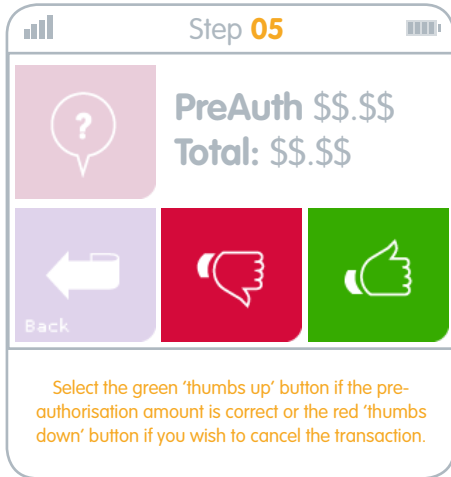 Step 05
?
PreAuth $$.$$
Total: $$.$$
Back
Select the green ‘thumbs up’ button if the pre-
authorisation amount is correct or the red ‘thumbs
down’ button if you wish to cancel the transaction.